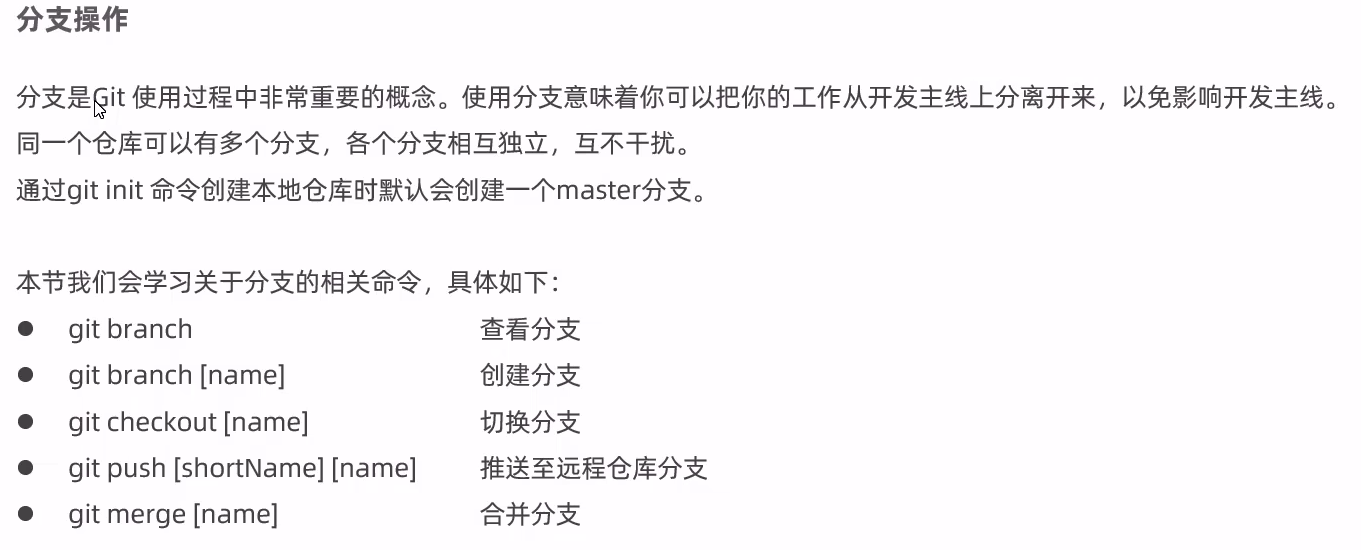 分支操作
分支是Git 使用过程中非常重要的概念。使用分支意味着你可以把你的工作从开发主线上分离开来，以免影响开发主线。
同一个仓库可以有多个分支，各个分支相互独立，互不干扰。
通过git init 命令创建本地仓库时默认会创建一个master分支。
本节我们会学习关于分支的相关命令，具体如下：
● git branch 查看分支
● git branch [name] 创建分支
● git checkout [name] 切换分支
● git push [shortName] [name] 推送至远程仓库分支
● git merge [name] 合并分支